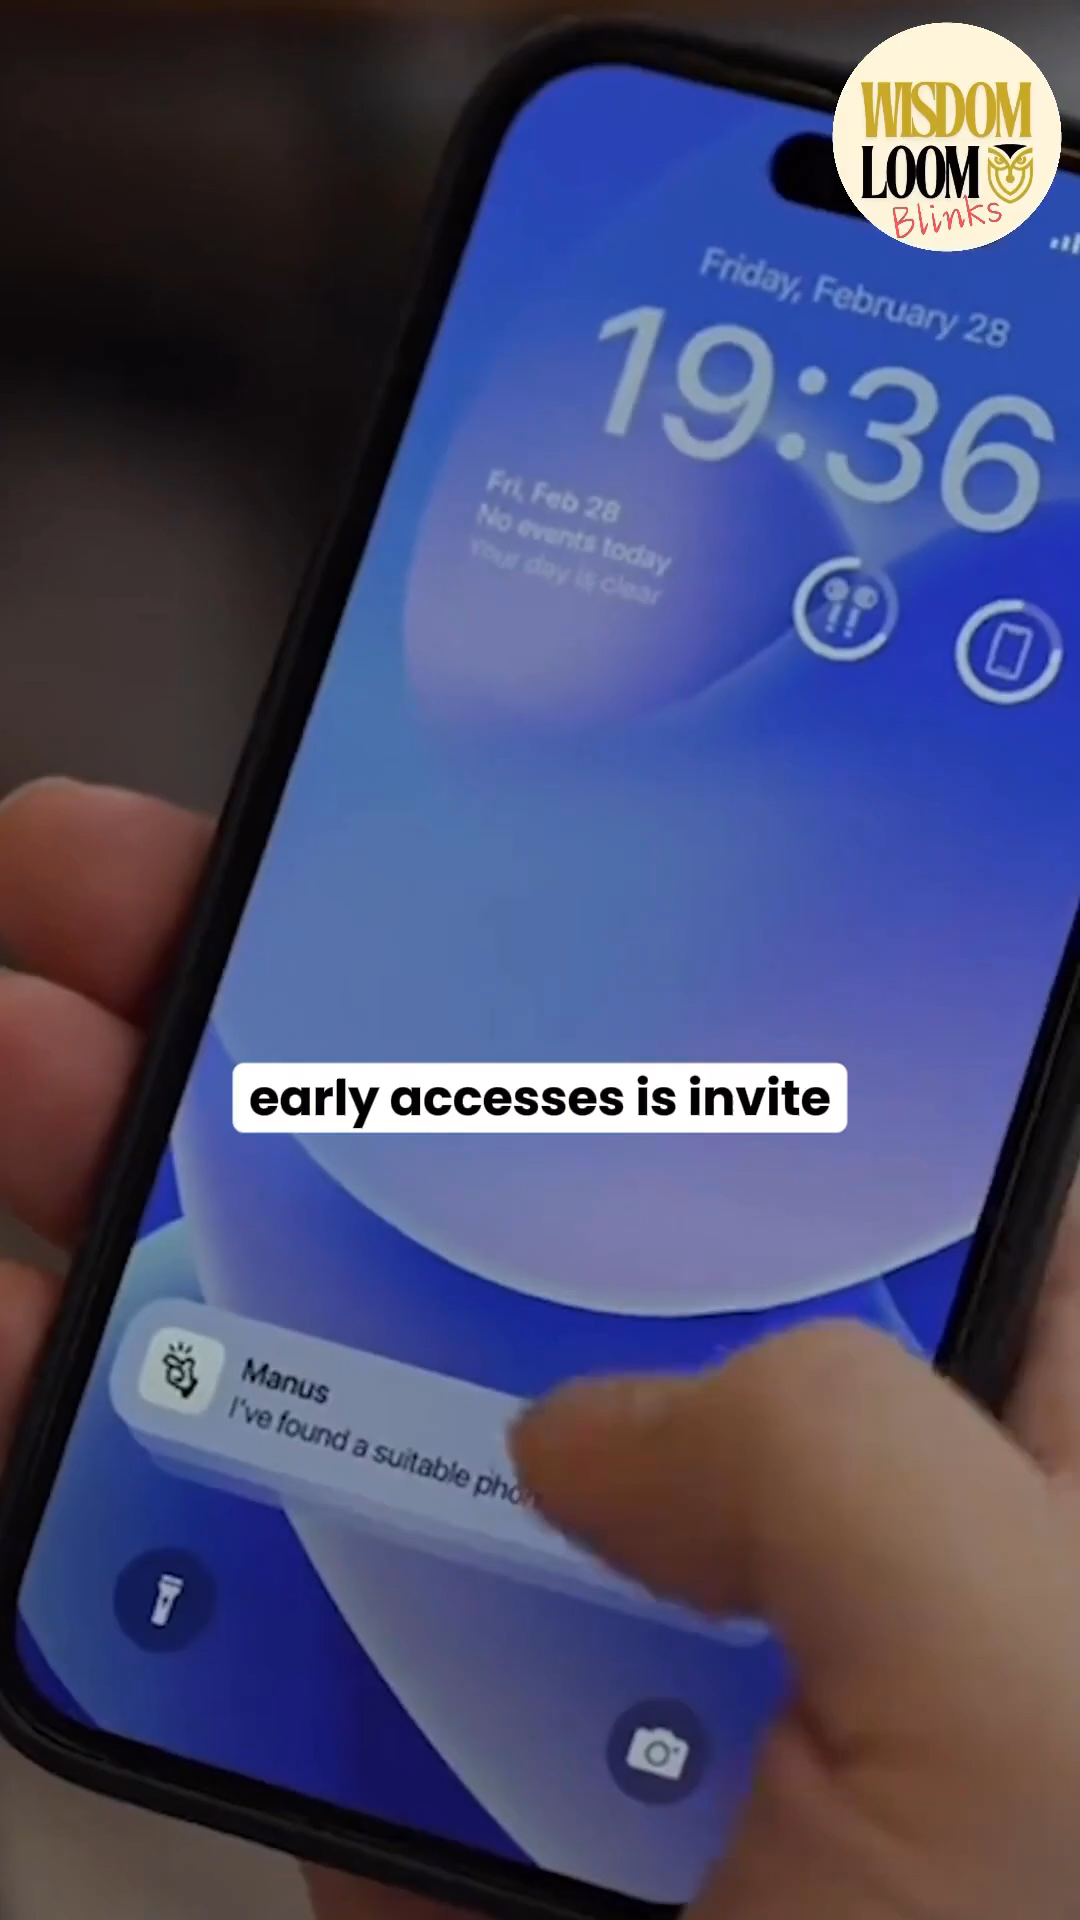 WISDOM
LOOM
Blinks
Friday, February 28
19:36
Fri, Feb 28
No events today
Your day is clear
early accesses is invite
Manus
I've found a suitable